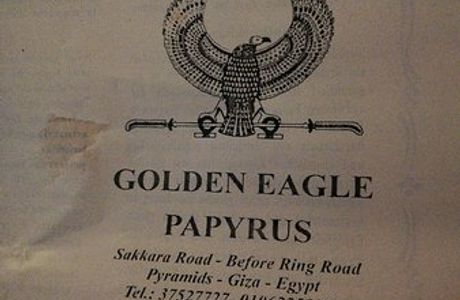 GOLDEN EAGLE
PAPYRUS
Sakkara Road - Before Ring Road
Pyramids - Giza - Egypt
Tel.: 37527727